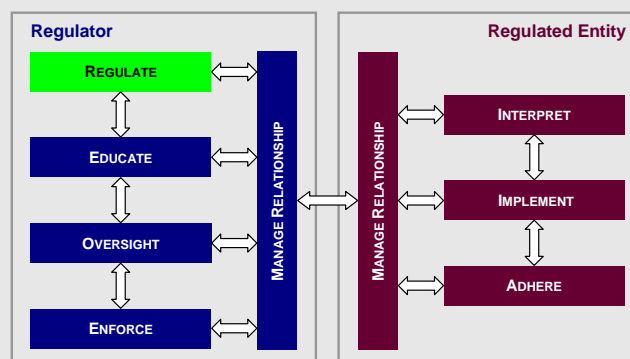 Regulator
REGULATE
EDUCATE
OVERSIGHT
ENFORCE
MANAGE RELATIONSHIP
Regulated Entity
MANAGE RELATIONSHIP
INTERPRET
IMPLEMENT
ADHERE